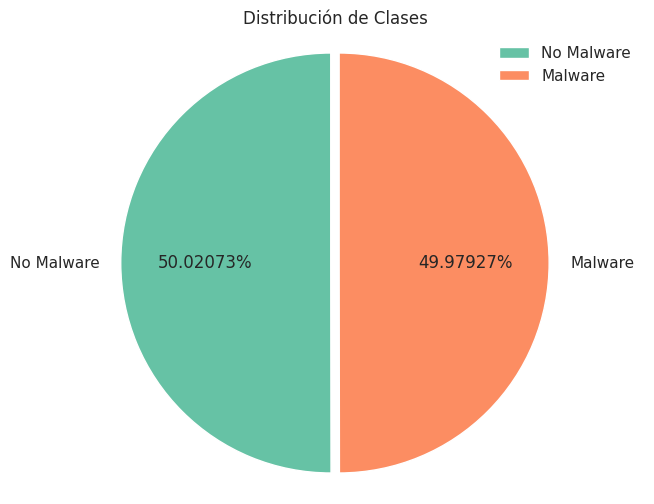 Distribución de Clases
No Malware
Malware
No Malware
50.02073%
49.97927%
Malware